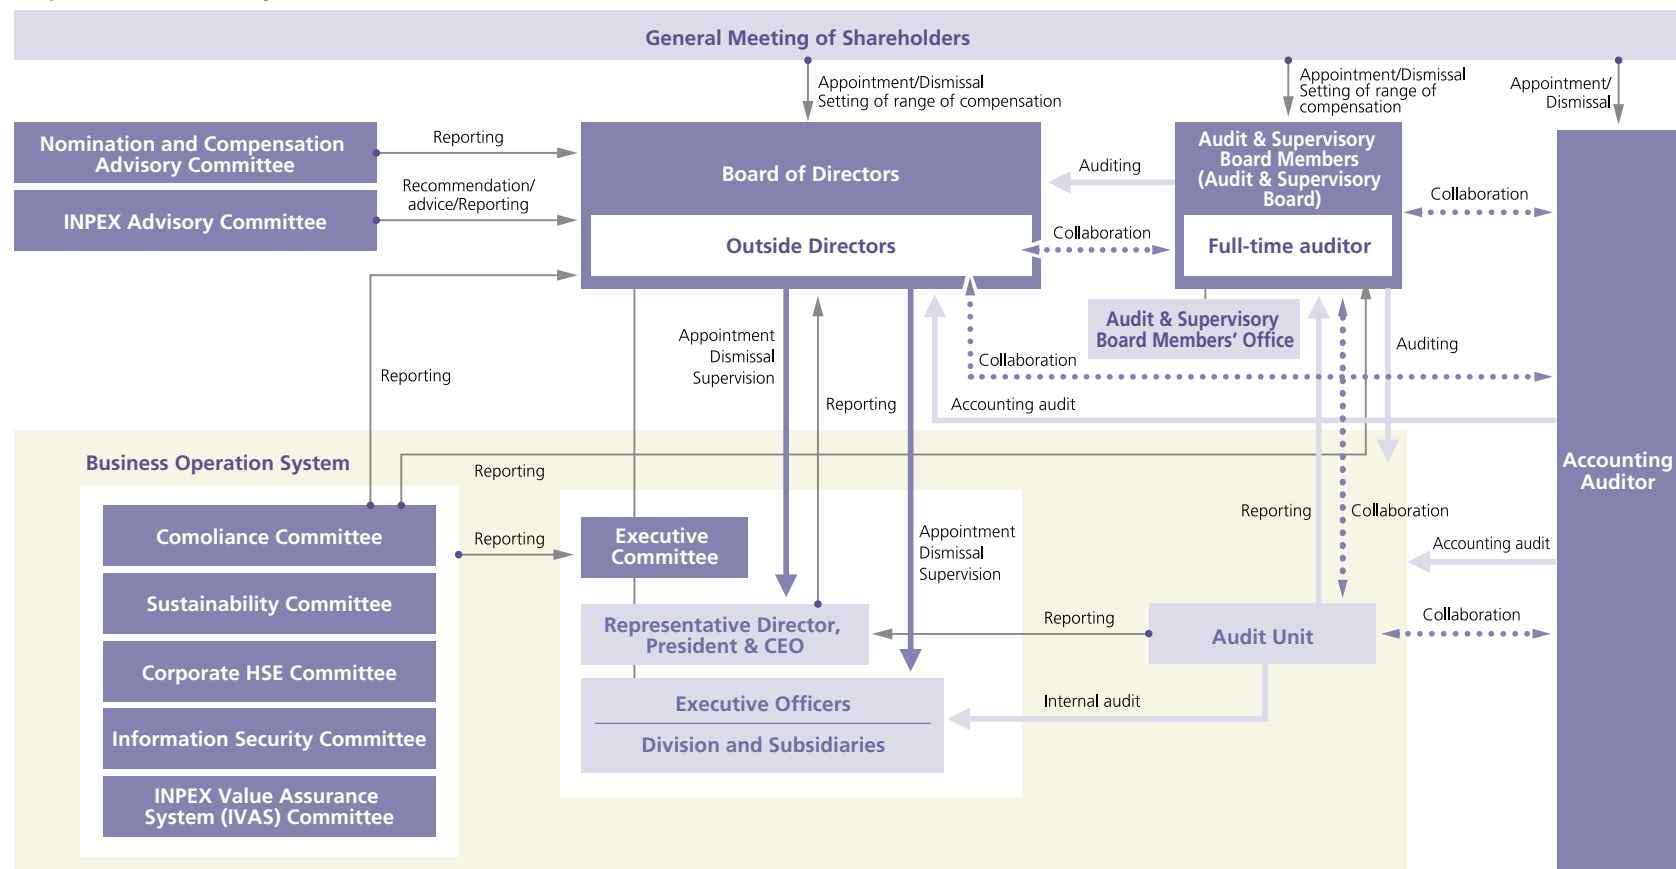 General Meeting of Shareholders
Appointment/Dismissal
Setting of range of compensation
Appointment/Dismissal
Setting of range of
compensation
Appointment/
Dismissal
Nomination and Compensation
Advisory Committee
Reporting
INPEX Advisory Committee
Recommendation/
advice/Reporting
Board of Directors
Outside Directors
Auditing
Collaboration
Audit & Supervisory
Board Members
(Audit & Supervisory
Board)
Full-time auditor
Collaboration
Audit & Supervisory
Board Members’ Office
Appointment
Dismissal
Supervision
Reporting
Reporting
Collaboration
Accounting audit
Auditing
Accounting
Auditor
Business Operation System
Reporting
Comoliance Committee
Sustainability Committee
Corporate HSE Committee
Information Security Committee
INPEX Value Assurance
System (IVAS) Committee
Reporting
Executive
Committee
Appointment
Dismissal
Supervision
Representative Director,
President & CEO
Executive Officers
Division and Subsidiaries
Reporting
Internal audit
Reporting
Collaboration
Audit Unit
Accounting audit
Collaboration